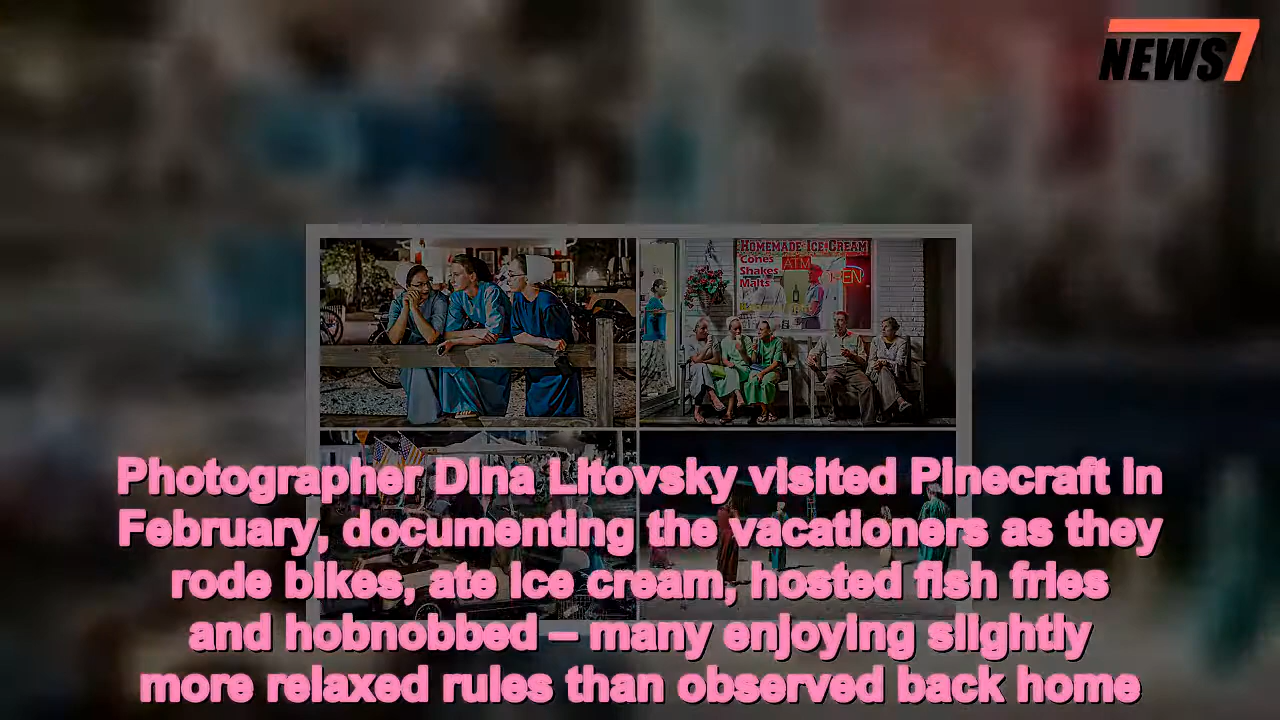 NEWS7
HOMEMADE ICE CREAM
Cones
ATM
Shakes
Malts
Photographer Dina Litovsky visited Pinecraft in
February, documenting the vacationers as they
rode bikes, ate ice cream, hosted fish fries
and hobnobbed – many enjoying slightly
more relaxed rules than observed back home